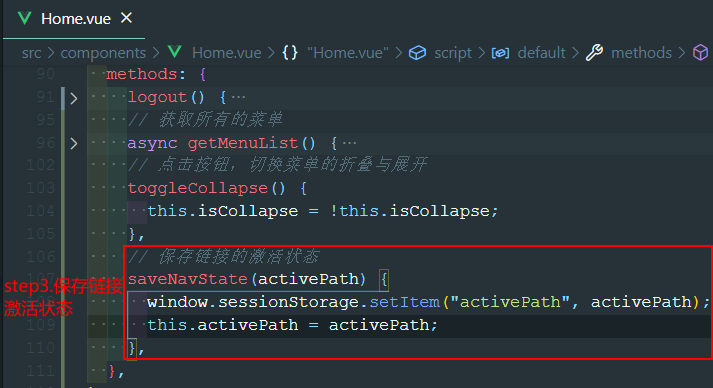 Home.vue ×
src > components > Home.vue > {} "Home.vue" > script > default > methods >
90 methods: {
91 logout() {…
95 // 获取所有的菜单
96 async getMenuList() {…
102 // 点击按钮，切换菜单的折叠与展开
103 toggleCollapse() {
104 this.isCollapse = !this.isCollapse;
105 },
106 // 保存链接的激活状态
107 saveNavState(activePath) {
108 window.sessionStorage.setItem("activePath", activePath);
109 this.activePath = activePath;
110 },
111 },
step3.保存链接
激活状态